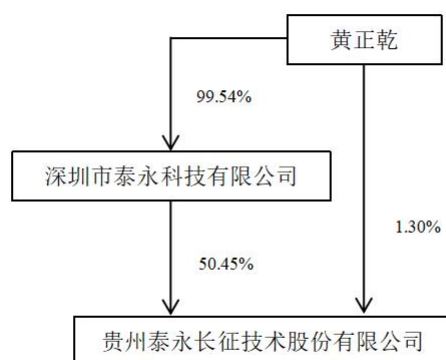 黄正乾
99.54%
深圳市泰永科技有限公司
1.30%
50.45%
贵州泰永长征技术股份有限公司